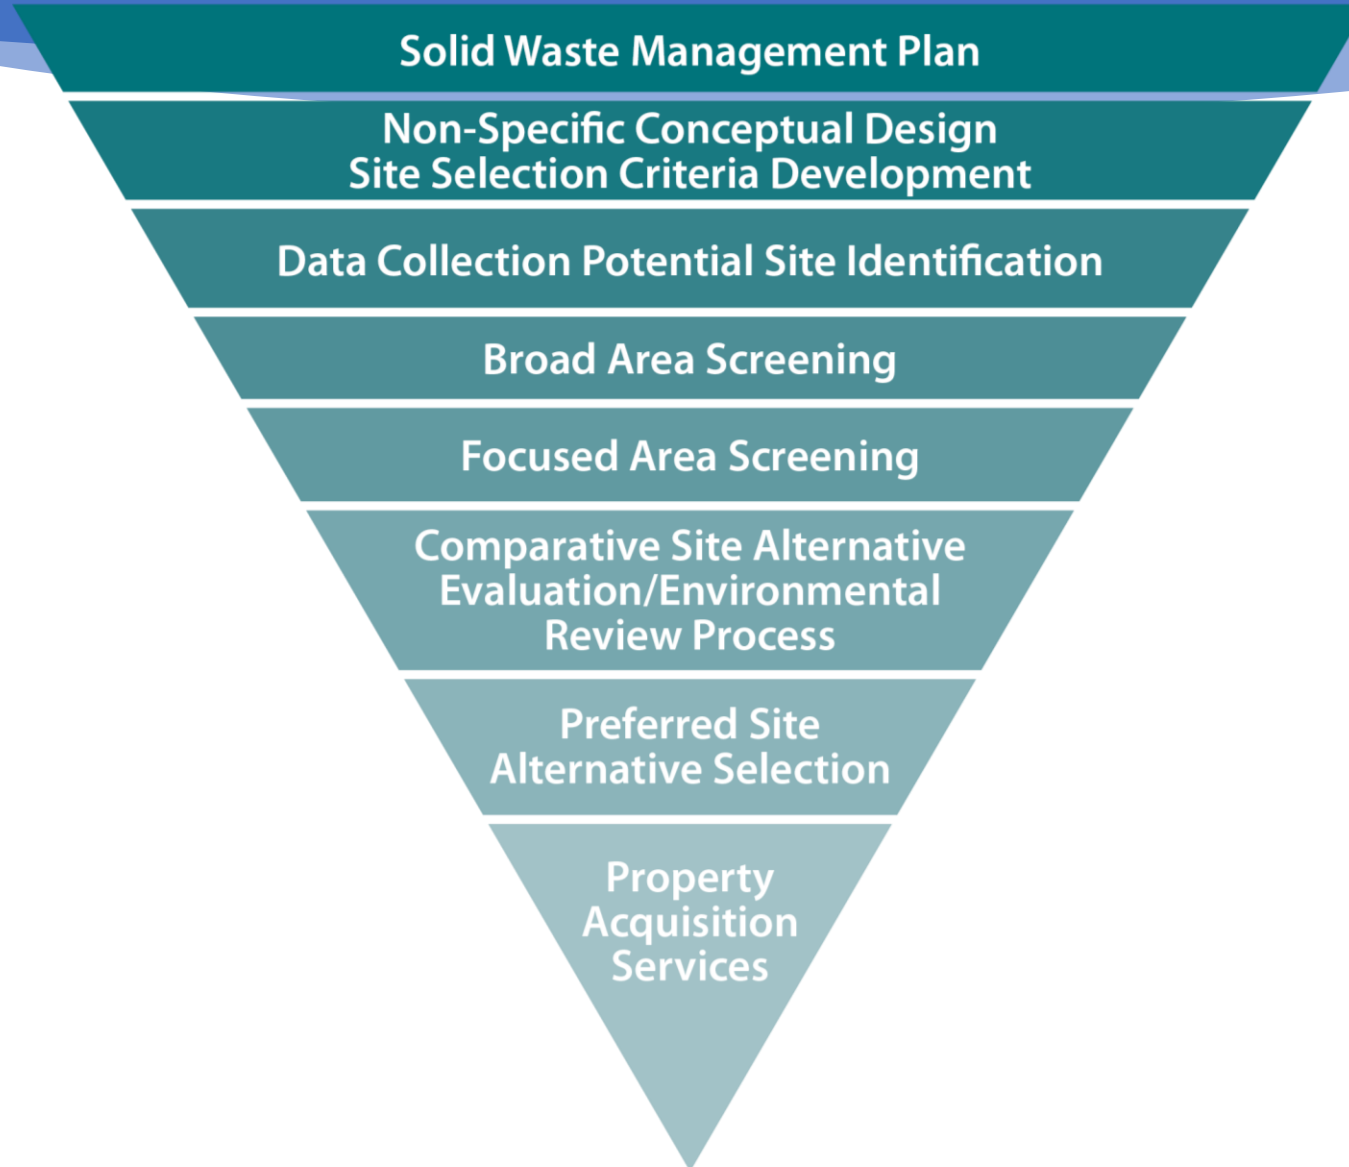 Solid Waste Management Plan
Non-Specific Conceptual Design
Site Selection Criteria Development
Data Collection Potential Site Identification
Broad Area Screening
Focused Area Screening
Comparative Site Alternative
Evaluation/Environmental
Review Process
Preferred Site
Alternative Selection
Property
Acquisition
Services